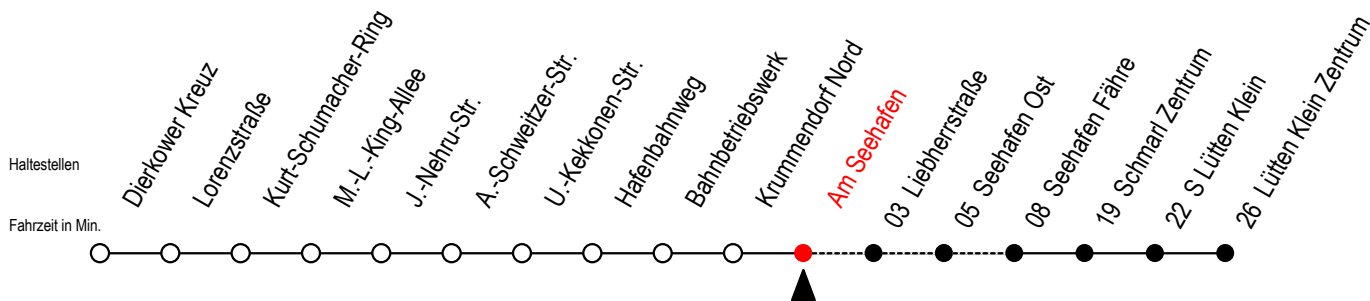 Haltestellen
Fahrzeit in Min.
Dierkower Kreuz
Lorenzstraße
Kurt-Schumacher-Ring
M.-L.-King-Allee
J.-Nehru-Str.
A.-Schweitzer-Str.
U.-Kekkonen-Str.
Hafenbahnweg
Bahnbetriebswerk
Krummendorf Nord
Am Seehafen
03 Liebherrstraße
05 Seehafen Ost
08 Seehafen Fähre
19 Schmarl Zentrum
22 S Lütten Klein
26 Lütten Klein Zentrum